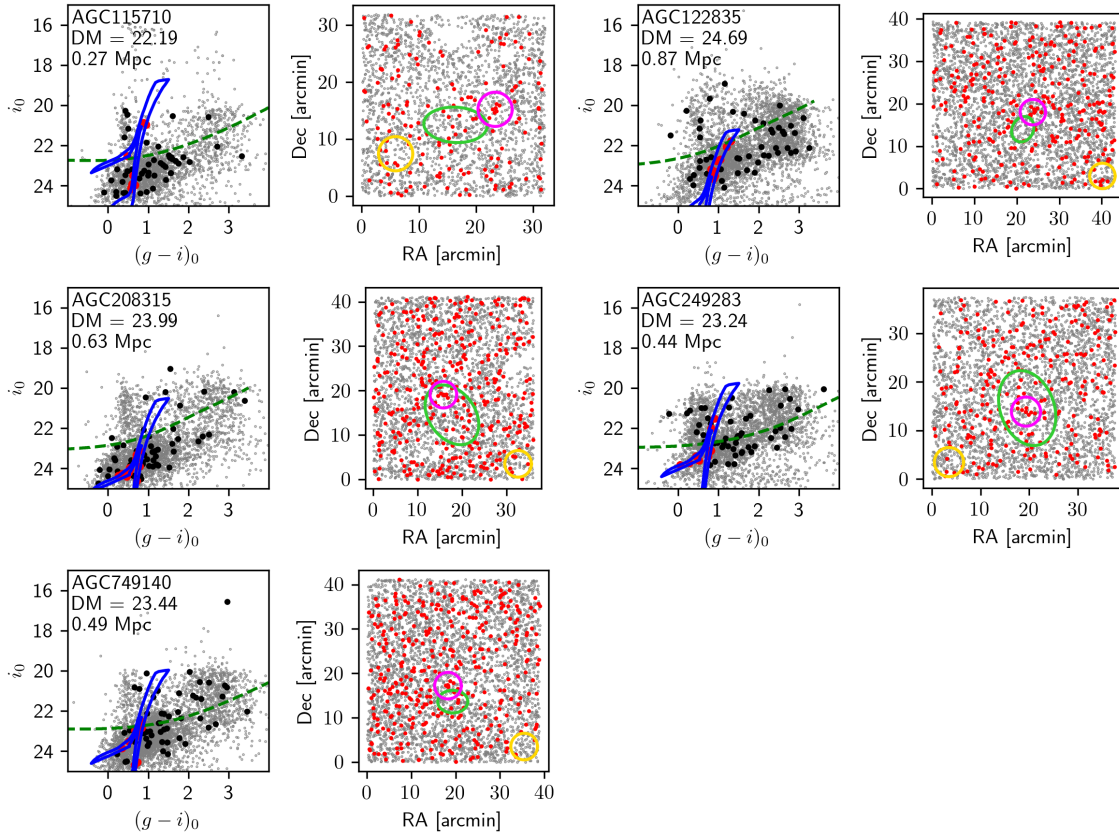 AGC115710
DM = 22.19
0.27 Mpc
16
18
20
22
24
i₀
0 1 2 3
(g − i)₀
30
20
10
0
Dec [arcmin]
0 10 20 30
RA [arcmin]
AGC122835
DM = 24.69
0.87 Mpc
16
18
20
22
24
i₀
0 1 2 3
(g − i)₀
40
30
20
10
0
Dec [arcmin]
0 10 20 30 40
RA [arcmin]
AGC208315
DM = 23.99
0.63 Mpc
16
18
20
22
24
i₀
0 1 2 3
(g − i)₀
40
30
20
10
0
Dec [arcmin]
0 10 20 30
RA [arcmin]
AGC249283
DM = 23.24
0.44 Mpc
16
18
20
22
24
i₀
0 1 2 3
(g − i)₀
30
20
10
0
Dec [arcmin]
0 10 20 30
RA [arcmin]
AGC749140
DM = 23.44
0.49 Mpc
16
18
20
22
24
i₀
0 1 2 3
(g − i)₀
40
30
20
10
0
Dec [arcmin]
0 10 20 30 40
RA [arcmin]